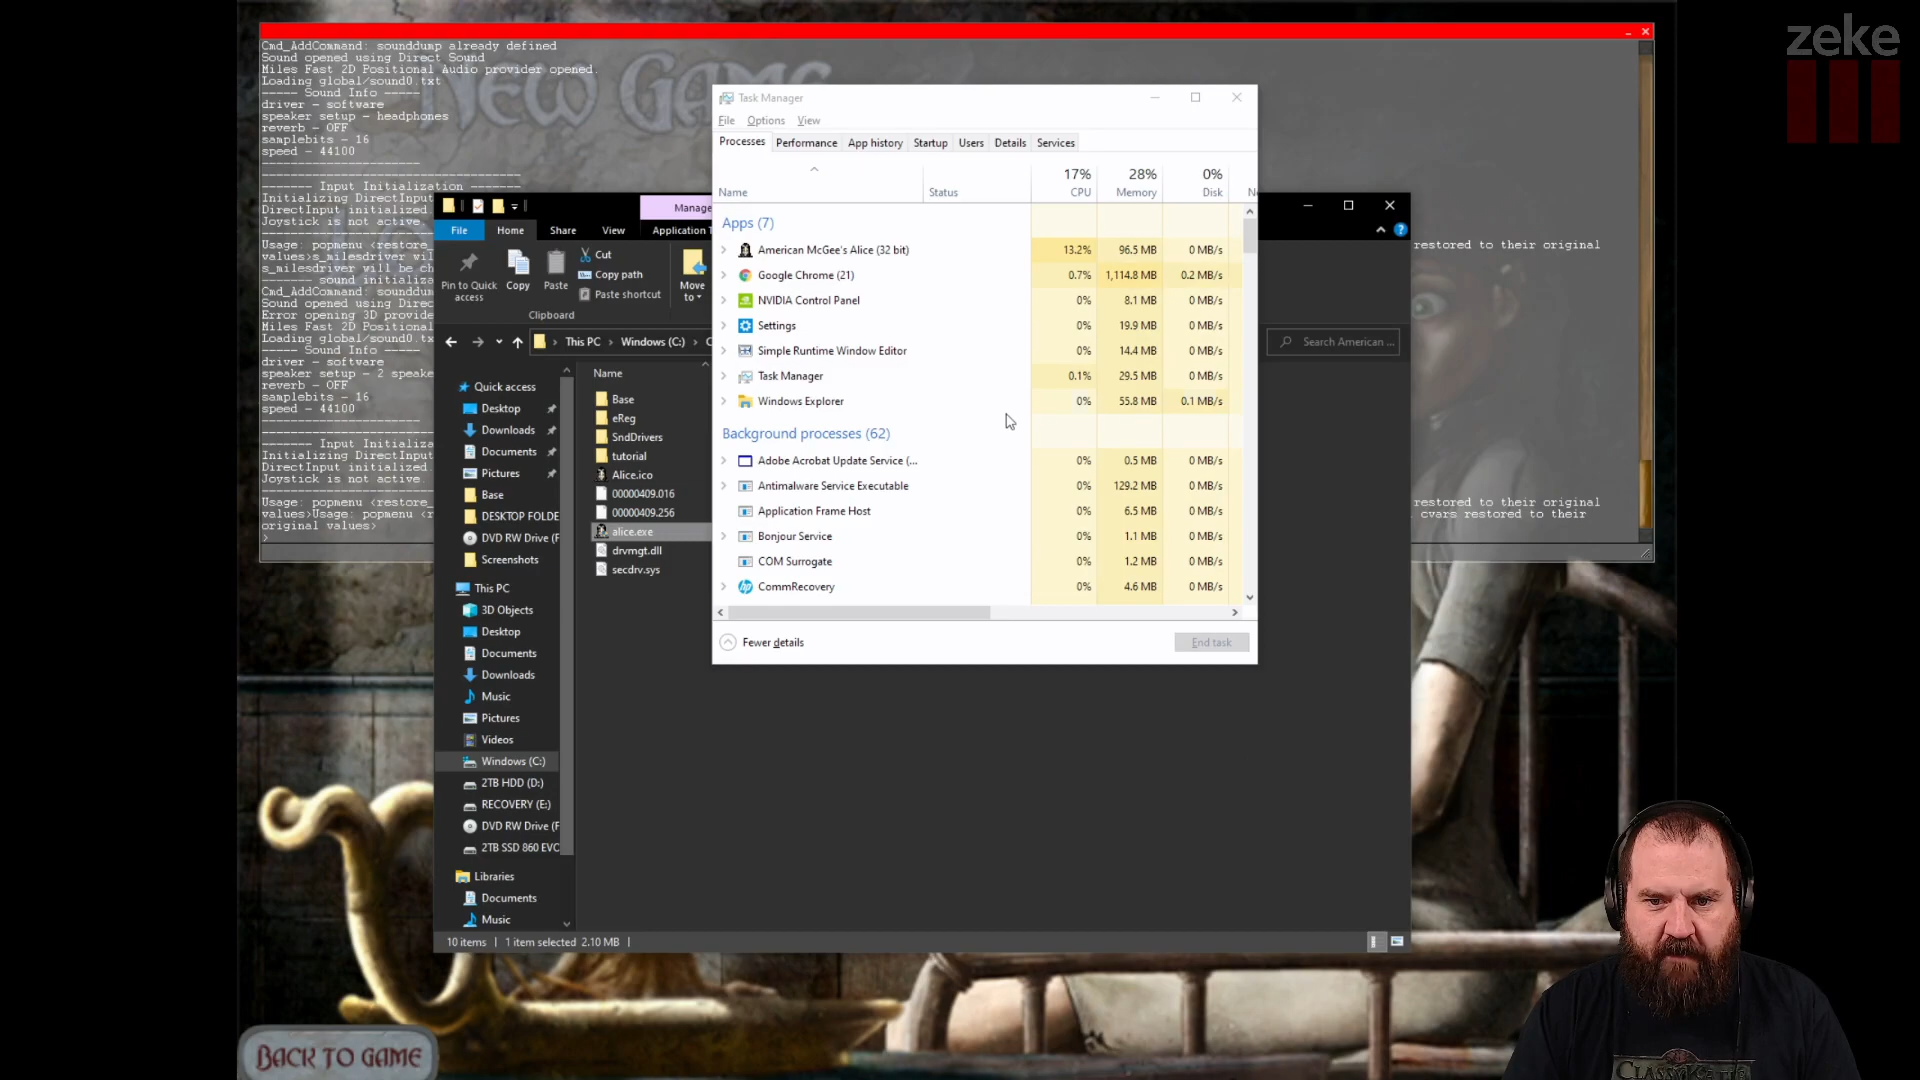 zeke
III
NEW GAME
Cmd_AddCommand: sounddump already defined
Sound opened using Direct Sound
Miles Fast 2D Positional Audio provider opened.
Loading global/sound0.txt
----- Sound Info -----
driver - software
speaker setup - headphones
reverb - OFF
samplebits - 16
speed - 44100
------- Input Initialization -------
Initializing DirectInput
DirectInput initialized.
Joystick is not active.
Usage: popmenu <restore_
restored to their original
values>s_milesdriver will
s_milesdriver will be ch
------- sound initializ
Cmd_AddCommand: sounddum
Sound opened using Direc
Error opening 3D provide
Miles Fast 2D Positional
Loading global/sound0.tx
----- Sound Info -----
driver - software
speaker setup - 2 speake
reverb - OFF
samplebits - 16
speed - 44100
------- Input Initializa
Initializing DirectInput
DirectInput initialized.
Joystick is not active.
Usage: popmenu <restore_
restored to their original
values>Usage: popmenu <r
cvars restored to their
original values>
>
Task Manager
File Options View
Processes Performance App history Startup Users Details Services
17% 28% 0%
Name Status CPU Memory Disk
Apps (7)
American McGee's Alice (32 bit) 13.2% 96.5 MB 0 MB/s
Google Chrome (21) 0.7% 1,114.8 MB 0.2 MB/s
NVIDIA Control Panel 0% 8.1 MB 0 MB/s
Settings 0% 19.9 MB 0 MB/s
Simple Runtime Window Editor 0% 14.4 MB 0 MB/s
Task Manager 0.1% 29.5 MB 0 MB/s
Windows Explorer 0% 55.8 MB 0.1 MB/s
Background processes (62)
Adobe Acrobat Update Service (... 0% 0.5 MB 0 MB/s
Antimalware Service Executable 0% 129.2 MB 0 MB/s
Application Frame Host 0% 6.5 MB 0 MB/s
Bonjour Service 0% 1.1 MB 0 MB/s
COM Surrogate 0% 1.2 MB 0 MB/s
CommRecovery 0% 4.6 MB 0 MB/s
Fewer details
End task
Manage
File Home Share View Application T
Pin to Quick access
Copy
Paste
Cut
Copy path
Paste shortcut
Move to
Clipboard
This PC > Windows (C:) >
Search American ...
Quick access
Desktop
Downloads
Documents
Pictures
Base
DESKTOP FOLDE
DVD RW Drive (F
Screenshots
This PC
3D Objects
Desktop
Documents
Downloads
Music
Pictures
Videos
Windows (C:)
2TB HDD (D:)
RECOVERY (E:)
DVD RW Drive (F
2TB SSD 860 EVC
Libraries
Documents
Music
Name
Base
eReg
SndDrivers
tutorial
Alice.ico
00000409.016
00000409.256
alice.exe
drvmgt.dll
secdrv.sys
10 items | 1 item selected 2.10 MB |
BACK TO GAME